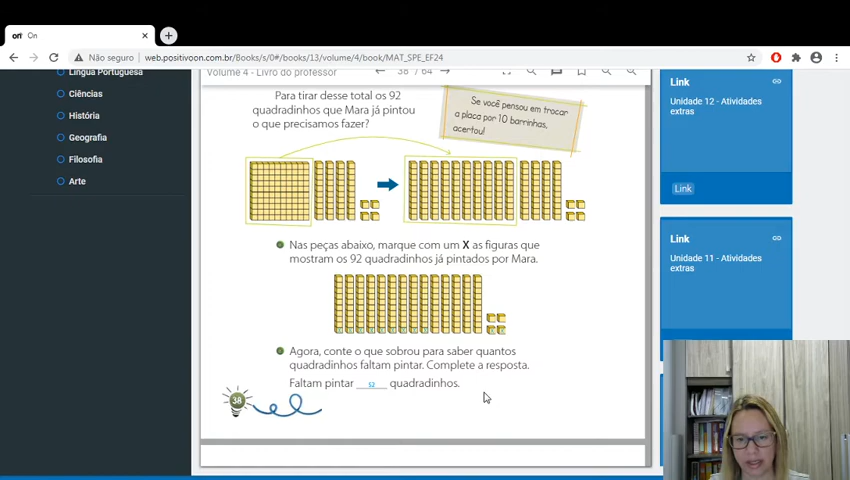 on On
Não seguro web.positivoon.com.br/Books/s/0#/books/13/volume/4/book/MAT_SPE_EF24
Língua Portuguesa
Ciências
História
Geografia
Filosofia
Arte
Volume 4 - Livro do professor 38 / 64
Para tirar desse total os 92
quadradinhos que Mara já pintou
o que precisamos fazer?
Se você pensou em trocar
a placa por 10 barrinhas,
acertou!
Nas peças abaixo, marque com um X as figuras que
mostram os 92 quadradinhos já pintados por Mara.
Agora, conte o que sobrou para saber quantos
quadradinhos faltam pintar. Complete a resposta.
Faltam pintar 52 quadradinhos.
38
Link
Unidade 12 - Atividades
extras
Link
Link
Unidade 11 - Atividades
extras